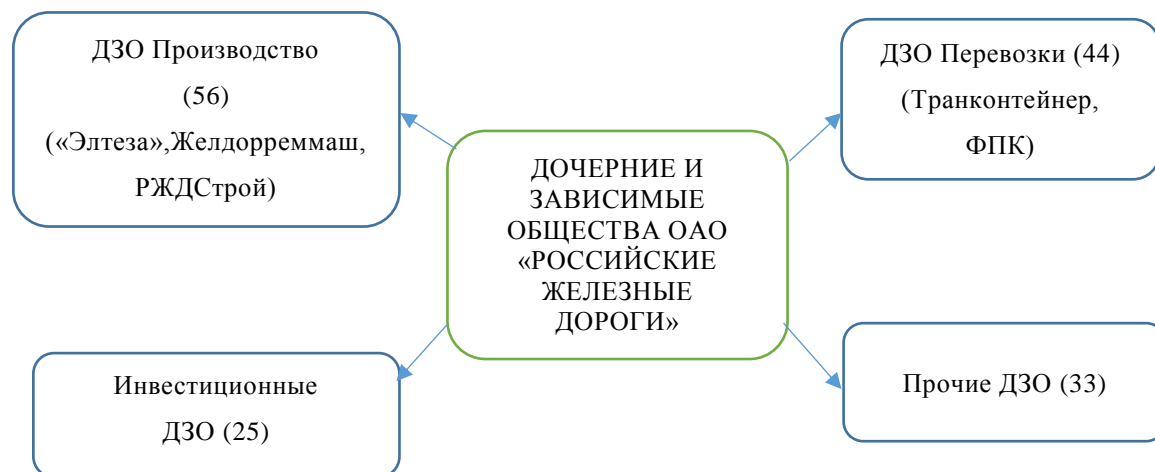 ДЗО Производство
(56)
(«Элтеза»,Желдорреммаш,
РЖДСтрой)
ДЗО Перевозки (44)
(Транконтейнер,
ФПК)
ДОЧЕРНИЕ И
ЗАВИСИМЫЕ
ОБЩЕСТВА ОАО
«РОССИЙСКИЕ
ЖЕЛЕЗНЫЕ
ДОРОГИ»
Инвестиционные
ДЗО (25)
Прочие ДЗО (33)